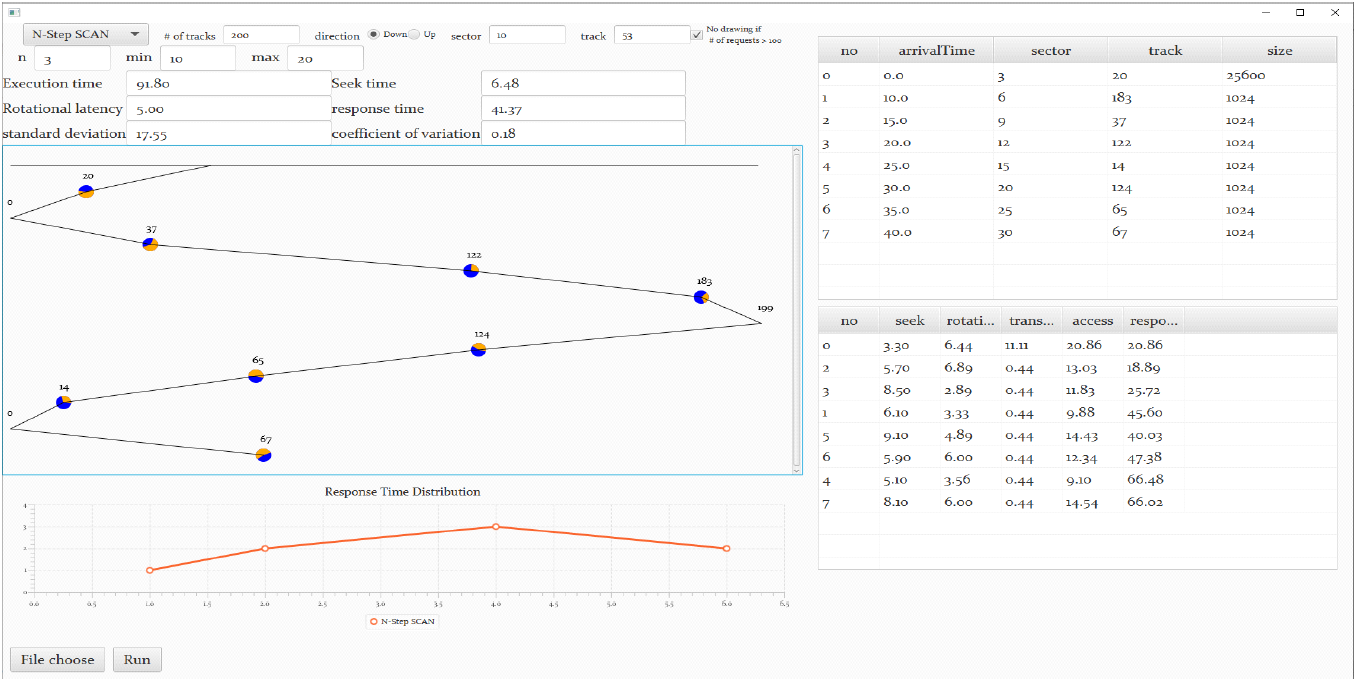 N-Step SCAN # of tracks 200 direction Down Up sector 10 track 53 No drawing if # of requests > 100
n 3 min 10 max 20
Execution time 91.80 Seek time 6.48
Rotational latency 5.00 response time 41.37
standard deviation 17.55 coefficient of variation 0.18
20
0
37
122
183
199
124
65
14
0
67
Response Time Distribution
4
3
2
1
0
0.0 0.5 1.0 1.5 2.0 2.5 3.0 3.5 4.0 4.5 5.0 5.5 6.0 6.5
N-Step SCAN
File choose Run
no arrivalTime sector track size
0 0.0 3 20 25600
1 10.0 6 183 1024
2 15.0 9 37 1024
3 20.0 12 122 1024
4 25.0 15 14 1024
5 30.0 20 124 1024
6 35.0 25 65 1024
7 40.0 30 67 1024
no seek rotati... trans... access respo...
0 3.30 6.44 11.11 20.86 20.86
2 5.70 6.89 0.44 13.03 18.89
3 8.50 2.89 0.44 11.83 25.72
1 6.10 3.33 0.44 9.88 45.60
5 9.10 4.89 0.44 14.43 40.03
6 5.90 6.00 0.44 12.34 47.38
4 5.10 3.56 0.44 9.10 66.48
7 8.10 6.00 0.44 14.54 66.02